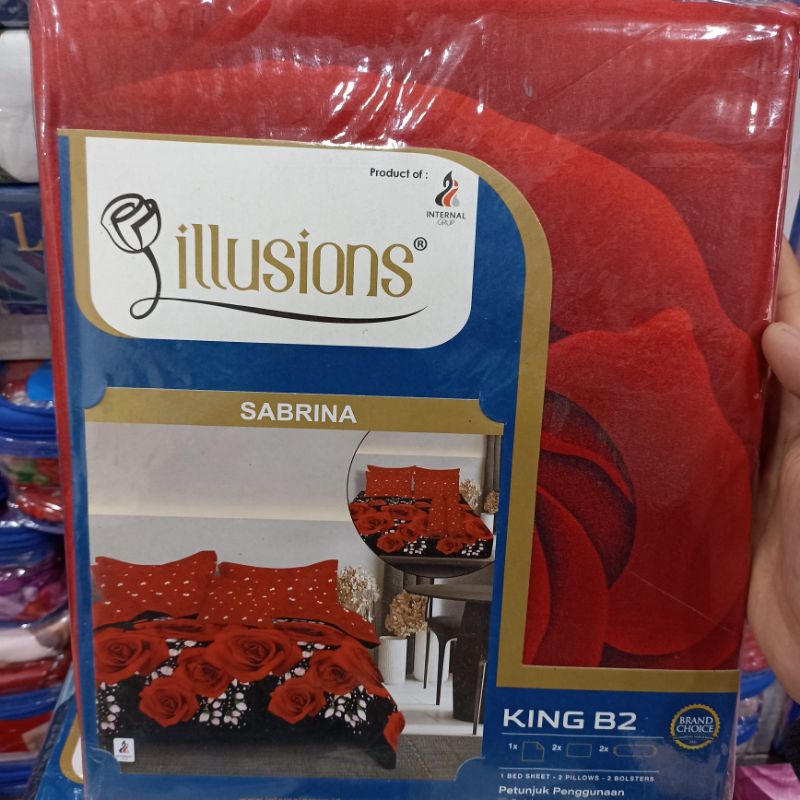 Product of :
INTERNAL
GRUP
illusions®
SABRINA
KING B2
1x 2x 2x
1 BED SHEET - 2 PILLOWS - 2 BOLSTERS
BRAND
CHOICE
Petunjuk Penggunaan